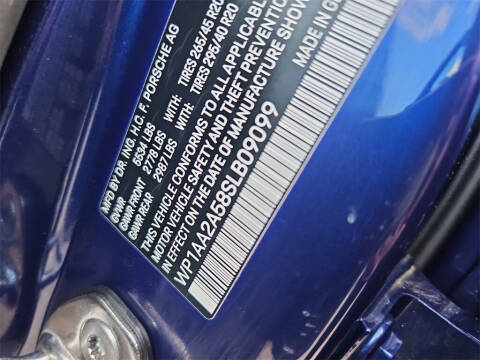 MFG BY DR. ING. H.C. F. PORSCHE AG
GVWR 5534 LBS
GAWR FRONT 2778 LBS WITH: TIRES 265/45 R20
GAWR REAR 2987 LBS WITH: TIRES 295/40 R20
THIS VEHICLE CONFORMS TO ALL APPLICABLE
MOTOR VEHICLE SAFETY AND THEFT PREVENTION
IN EFFECT ON THE DATE OF MANUFACTURE SHOWN
WP1AA2A58SLB09099 MADE IN G